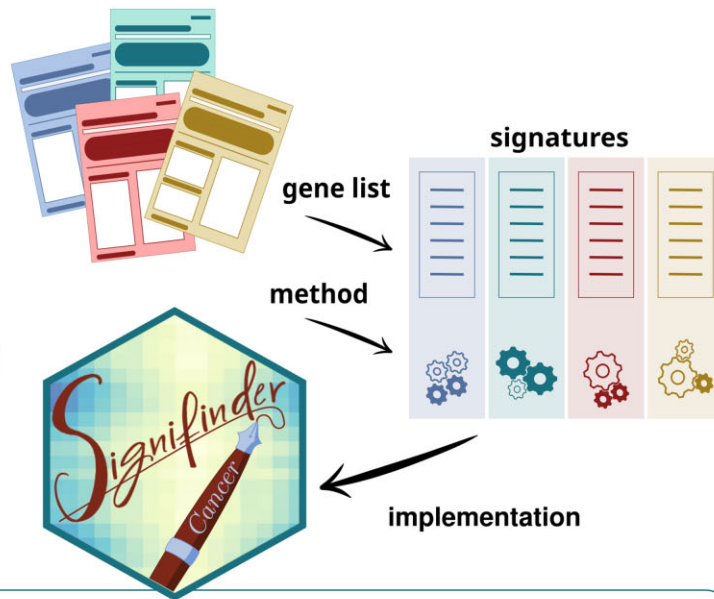 signatures
gene list
method
Signifinder
Cancer
implementation